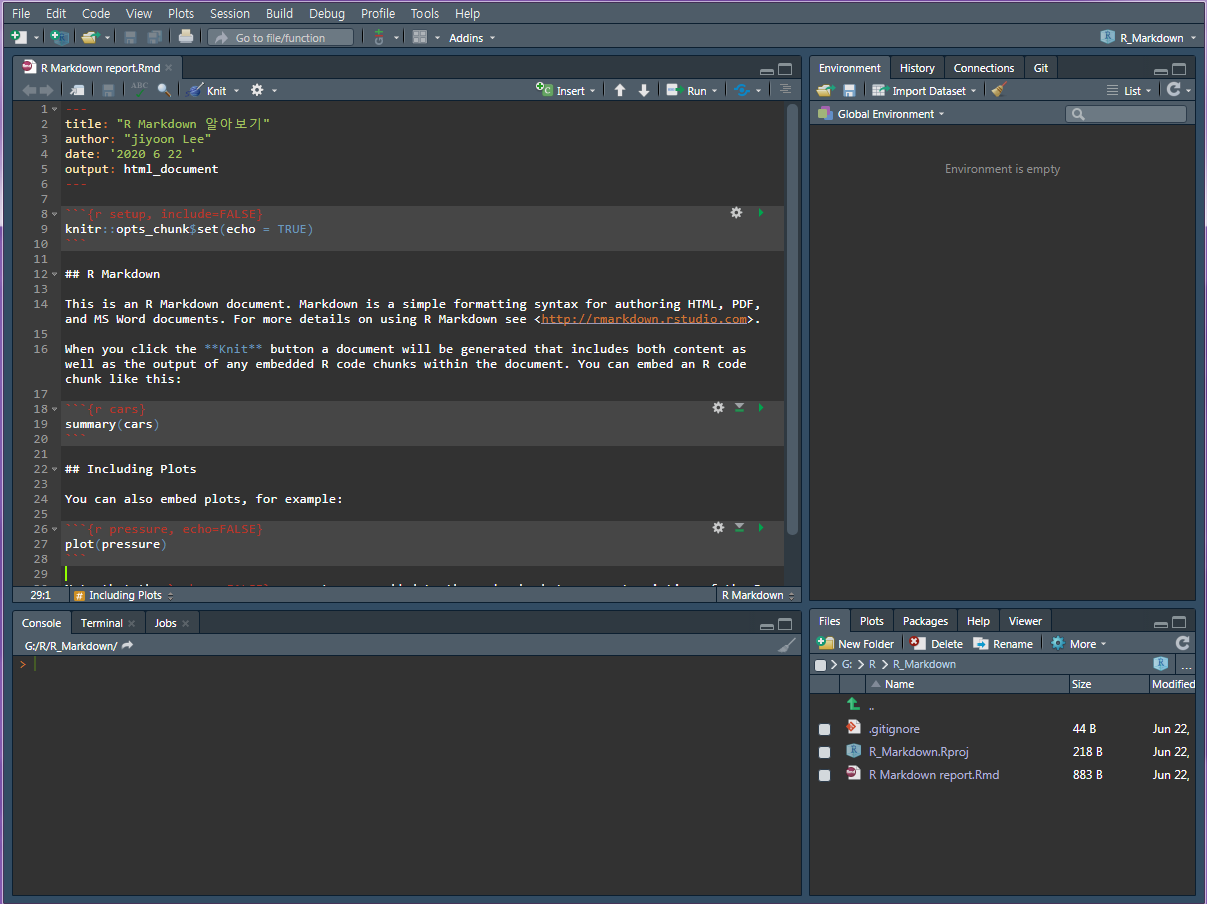 File Edit Code View Plots Session Build Debug Profile Tools Help
Go to file/function Addins R_Markdown
R Markdown report.Rmd
ABC Knit Insert Run
1 ---
2 title: "R Markdown 알아보기"
3 author: "jiyoon Lee"
4 date: '2020 6 22 '
5 output: html_document
6 ---
7
8 ```{r setup, include=FALSE}
9 knitr::opts_chunk$set(echo = TRUE)
10 ```
11
12 ## R Markdown
13
14 This is an R Markdown document. Markdown is a simple formatting syntax for authoring HTML, PDF,
and MS Word documents. For more details on using R Markdown see <http://rmarkdown.rstudio.com>.
15
16 When you click the **Knit** button a document will be generated that includes both content as
well as the output of any embedded R code chunks within the document. You can embed an R code
chunk like this:
17
18 ```{r cars}
19 summary(cars)
20 ```
21
22 ## Including Plots
23
24 You can also embed plots, for example:
25
26 ```{r pressure, echo=FALSE}
27 plot(pressure)
28 ```
29
29:1 # Including Plots R Markdown
Console Terminal Jobs
G:/R/R_Markdown/
>
Environment History Connections Git
Import Dataset List
Global Environment
Environment is empty
Files Plots Packages Help Viewer
New Folder Delete Rename More
G: > R > R_Markdown ...
Name Size Modified
..
.gitignore 44 B Jun 22,
R_Markdown.Rproj 218 B Jun 22,
R Markdown report.Rmd 883 B Jun 22,